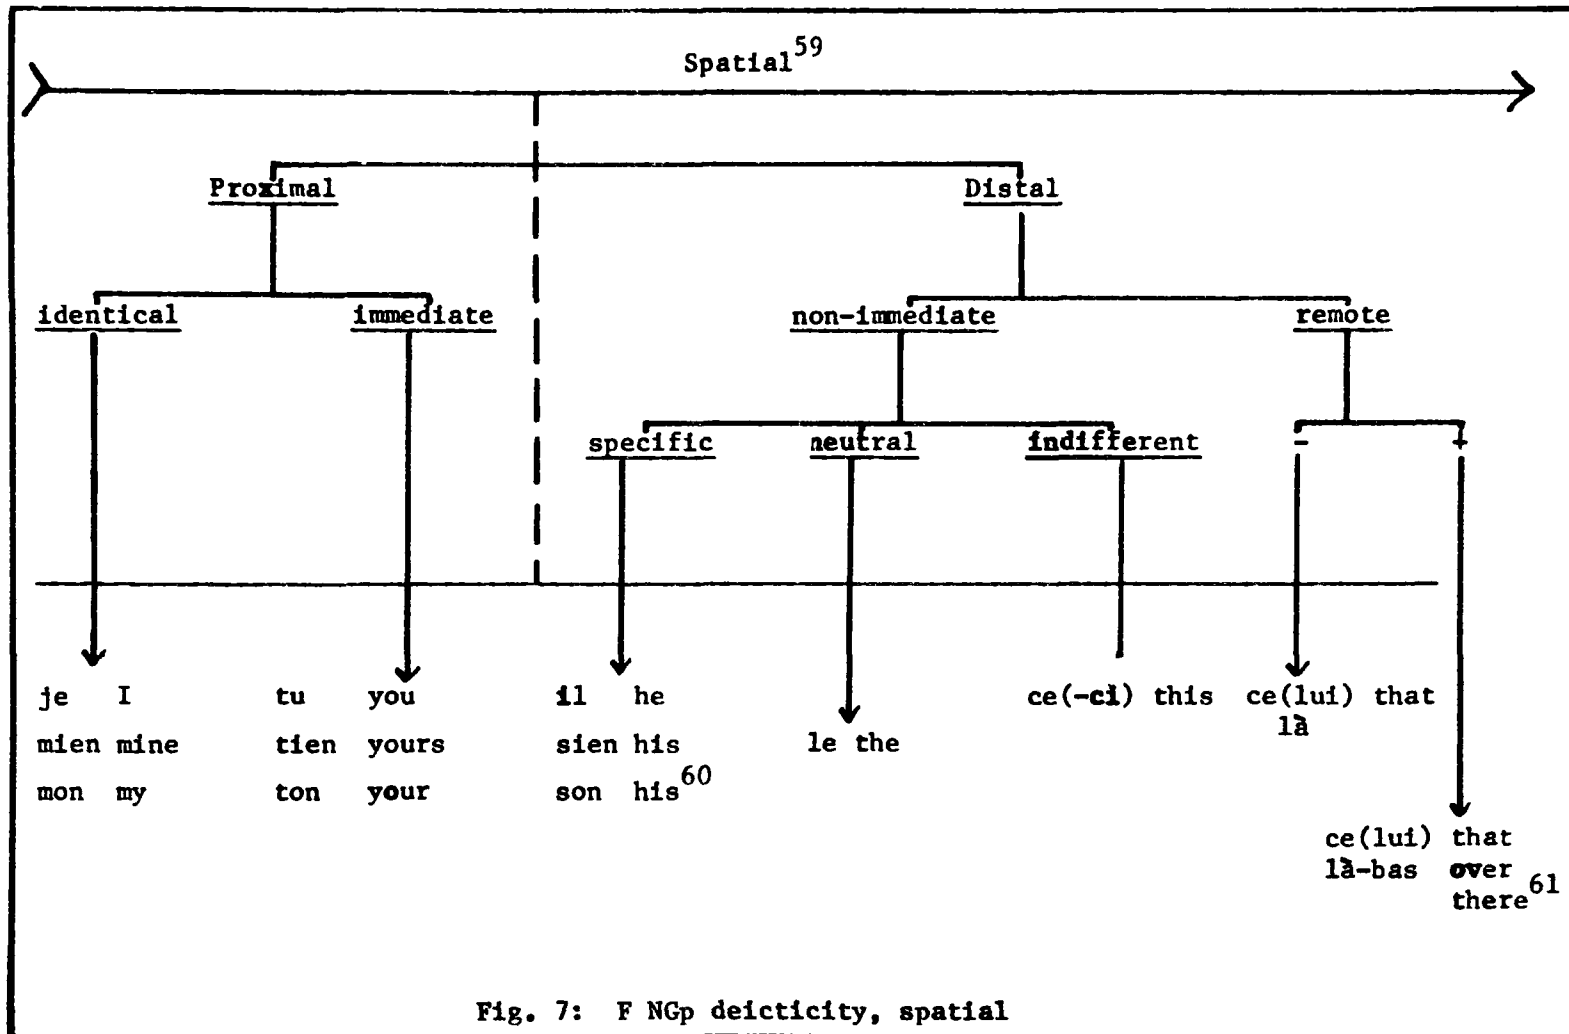 Spatial59
Proximal Distal
identical immediate non-immediate remote
specific neutral indifferent - +
je I tu you il he ce(-ci) this ce(lui) that
là
mien mine tien yours sien his le the
mon my ton your son his60
ce(lui) that
là-bas over
there61
Fig. 7: F NGp deicticity, spatial